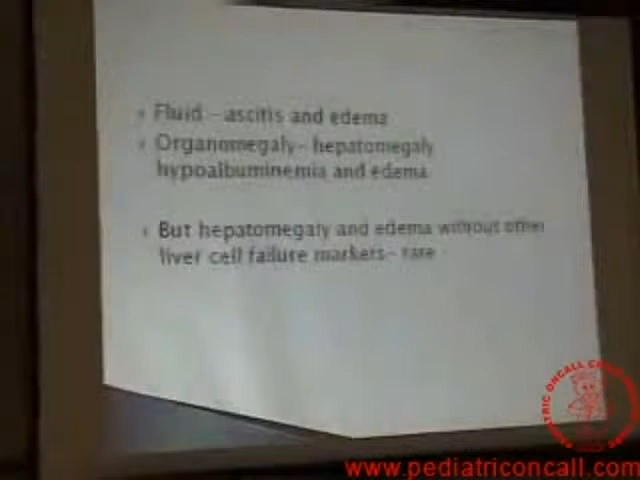 Fluid - ascitis and edema
Organomegaly- hepatomegaly
hypoalbuminemia and edema
But hepatomegaly and edema without other
liver cell failure markers- rare
www.pediatriconcall.com